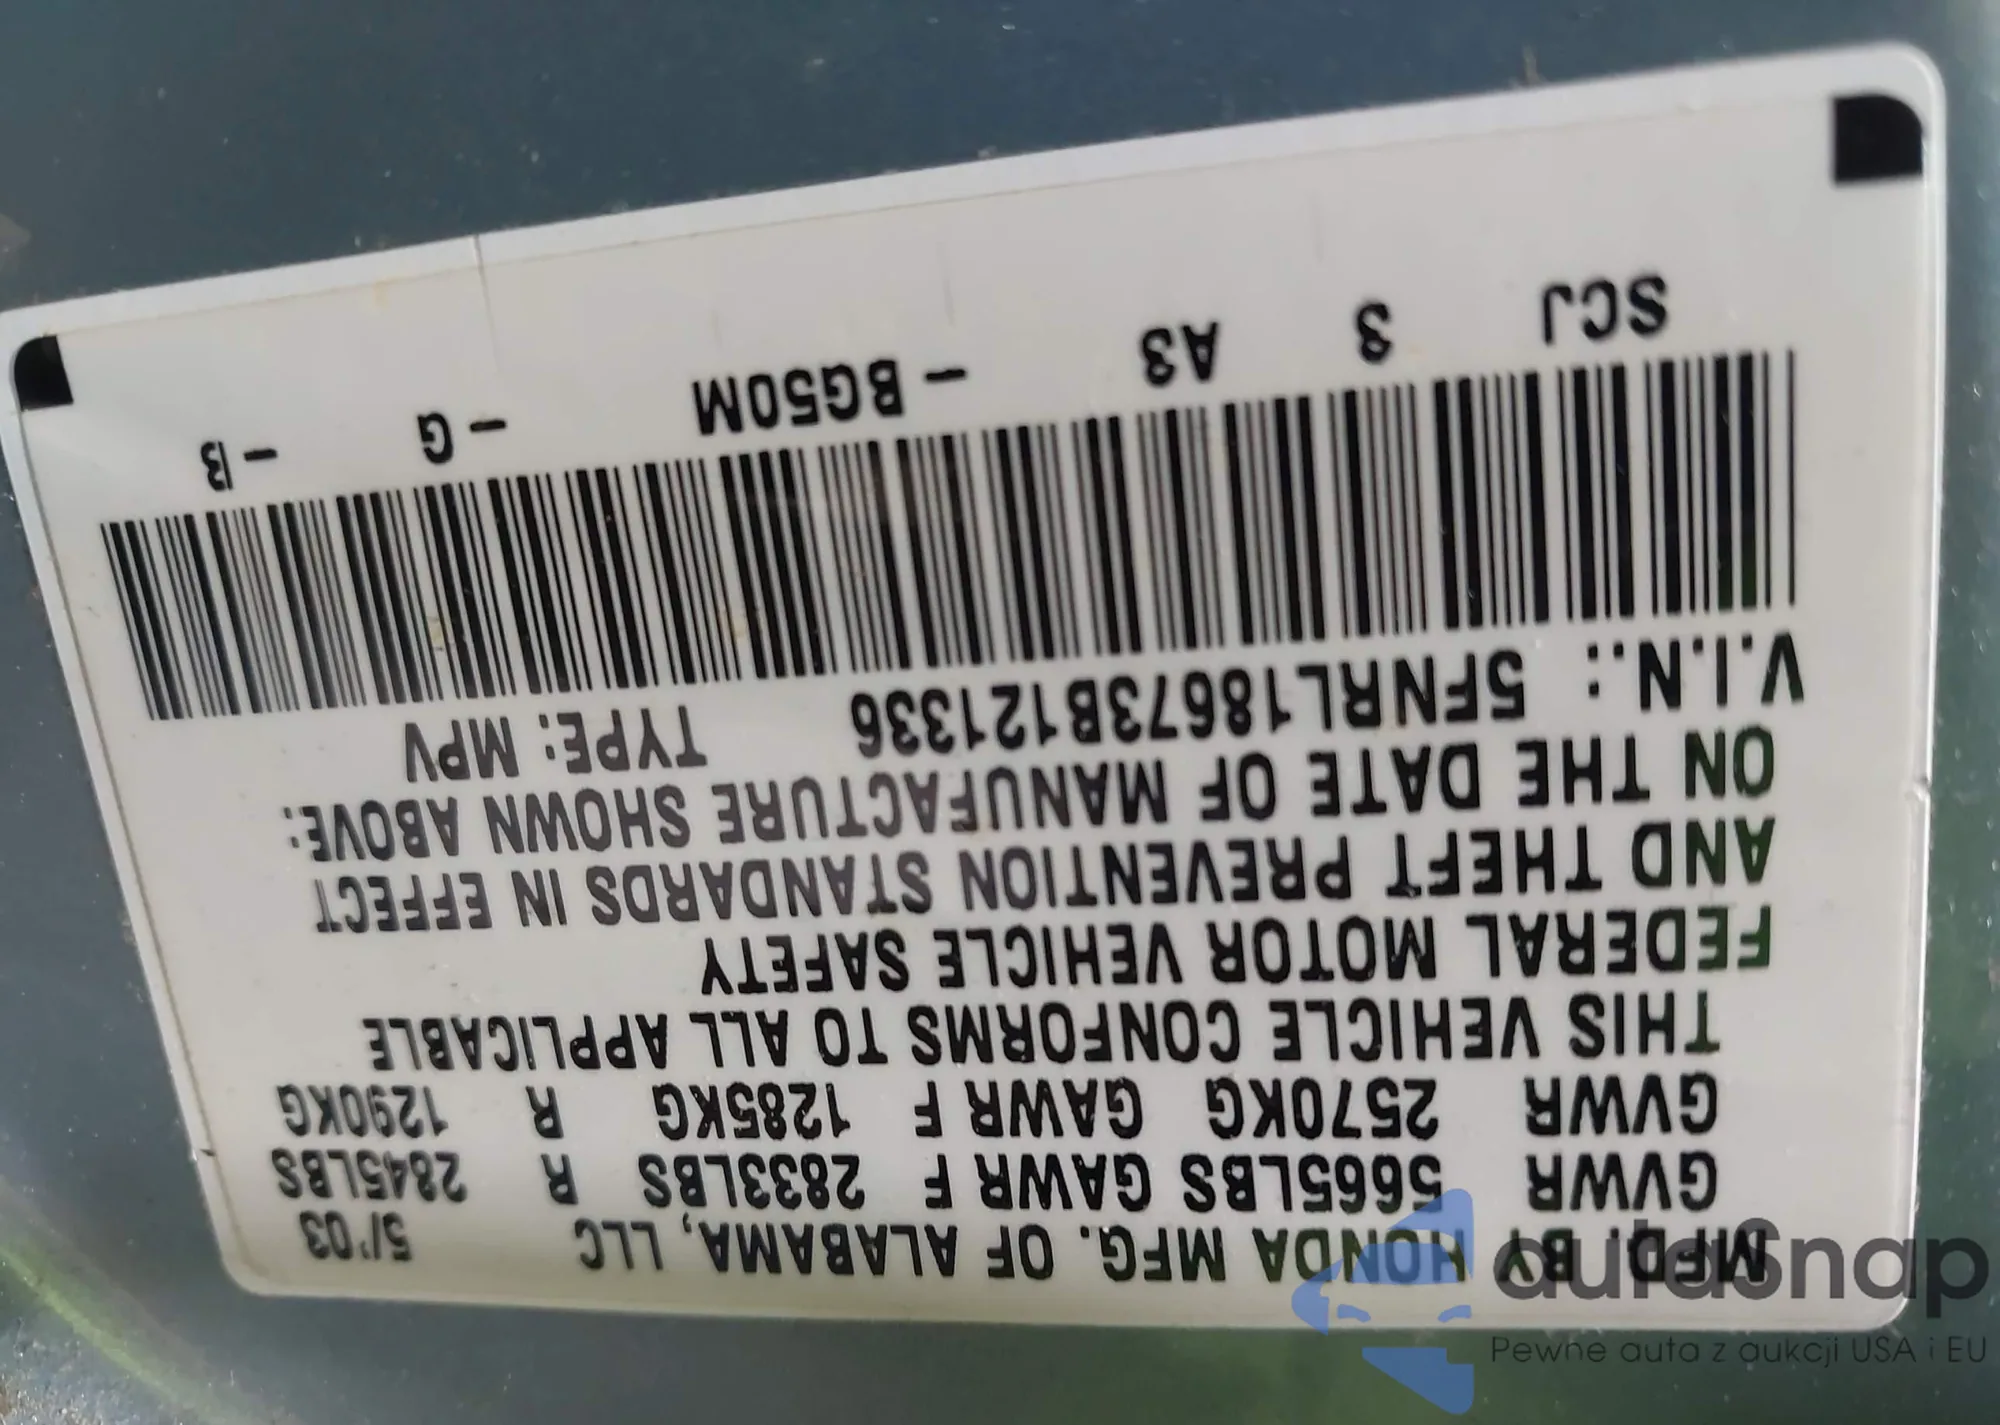 MFD. BY HONDA MFG. OF ALABAMA, LLC 5/'03
GVWR 5665LBS GAWR F 2833LBS R 2845LBS
GVWR 2570KG GAWR F 1285KG R 1290KG
THIS VEHICLE CONFORMS TO ALL APPLICABLE
FEDERAL MOTOR VEHICLE SAFETY
AND THEFT PREVENTION STANDARDS IN EFFECT
ON THE DATE OF MANUFACTURE SHOWN ABOVE.
V.I.N.: 5FNRL18673B121336 TYPE: MPV
SCJ 3 A3 -BG50M -G -B
autoSnap
Pewne auta z aukcji USA i EU